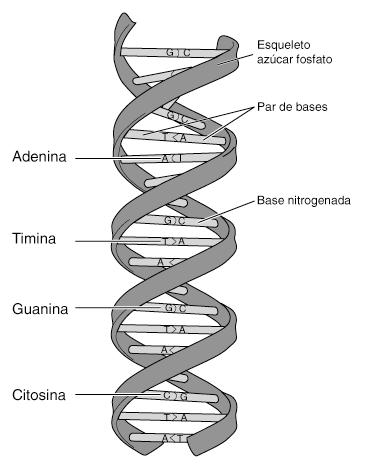 Esqueleto
azúcar fosfato
G C
G C
Par de bases
T A
Adenina
A
Base nitrogenada
G C
Timina
T A
A
Guanina
G C
T A
A
Citosina
C G
T A
A T